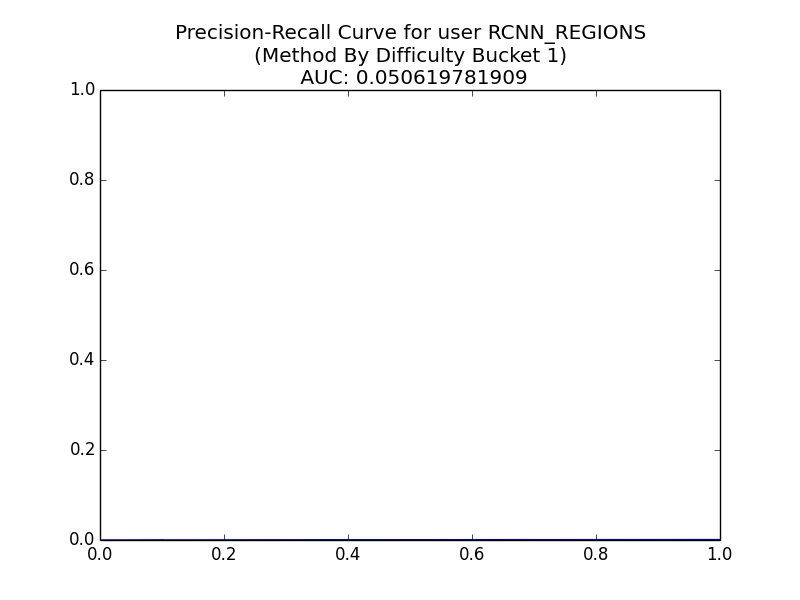 Precision-Recall Curve for user RCNN_REGIONS
(Method By Difficulty Bucket 1)
AUC: 0.050619781909
1.0
0.8
0.6
0.4
0.2
0.0
0.0 0.2 0.4 0.6 0.8 1.0